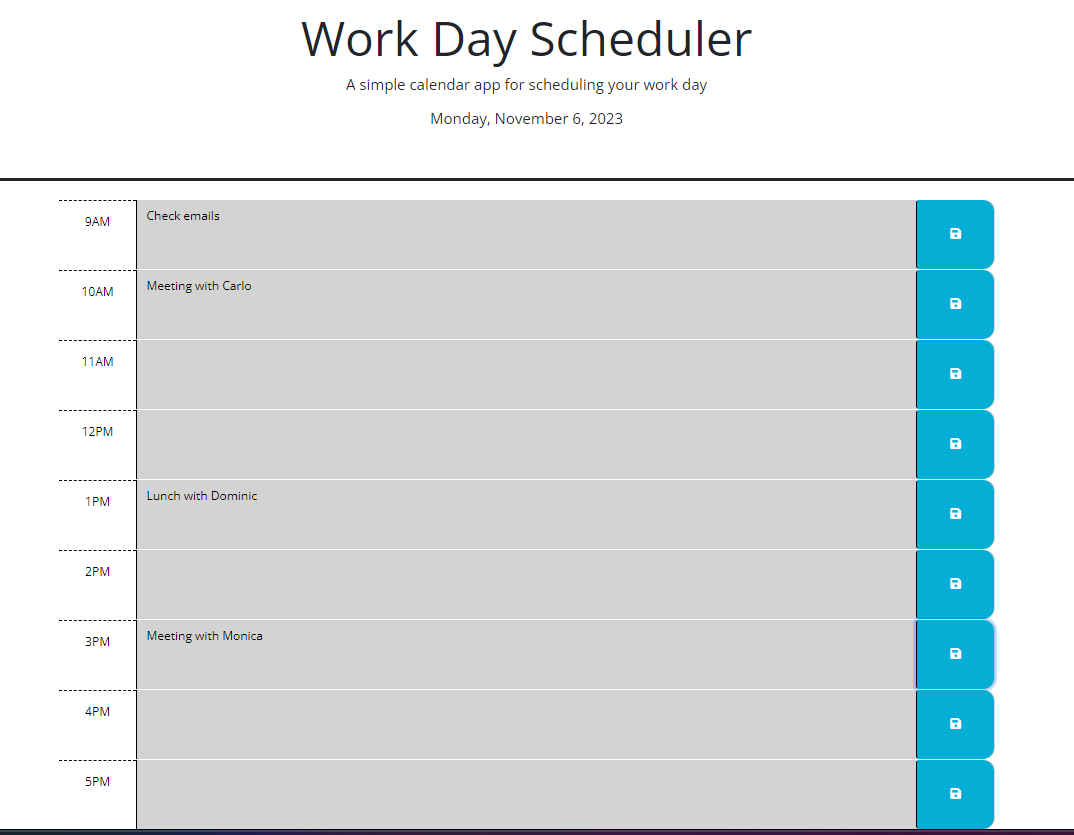 Work Day Scheduler
A simple calendar app for scheduling your work day
Monday, November 6, 2023
9AM
Check emails
10AM
Meeting with Carlo
11AM
12PM
1PM
Lunch with Dominic
2PM
3PM
Meeting with Monica
4PM
5PM